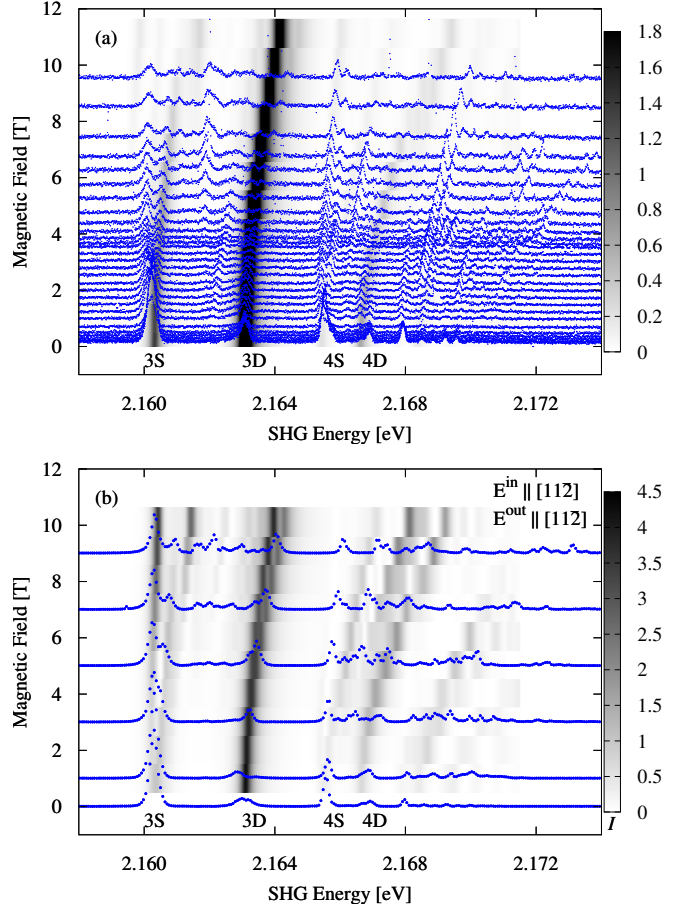 (a)
12
10
8
6
4
2
0
Magnetic Field [T]
3S 3D 4S 4D
2.160 2.164 2.168 2.172
SHG Energy [eV]
1.8
1.6
1.4
1.2
1
0.8
0.6
0.4
0.2
0
(b)
E^in || [112̄]
E^out || [112̄]
12
10
8
6
4
2
0
Magnetic Field [T]
3S 3D 4S 4D
2.160 2.164 2.168 2.172
SHG Energy [eV]
4.5
4
3.5
3
2.5
2
1.5
1
0.5
0
I